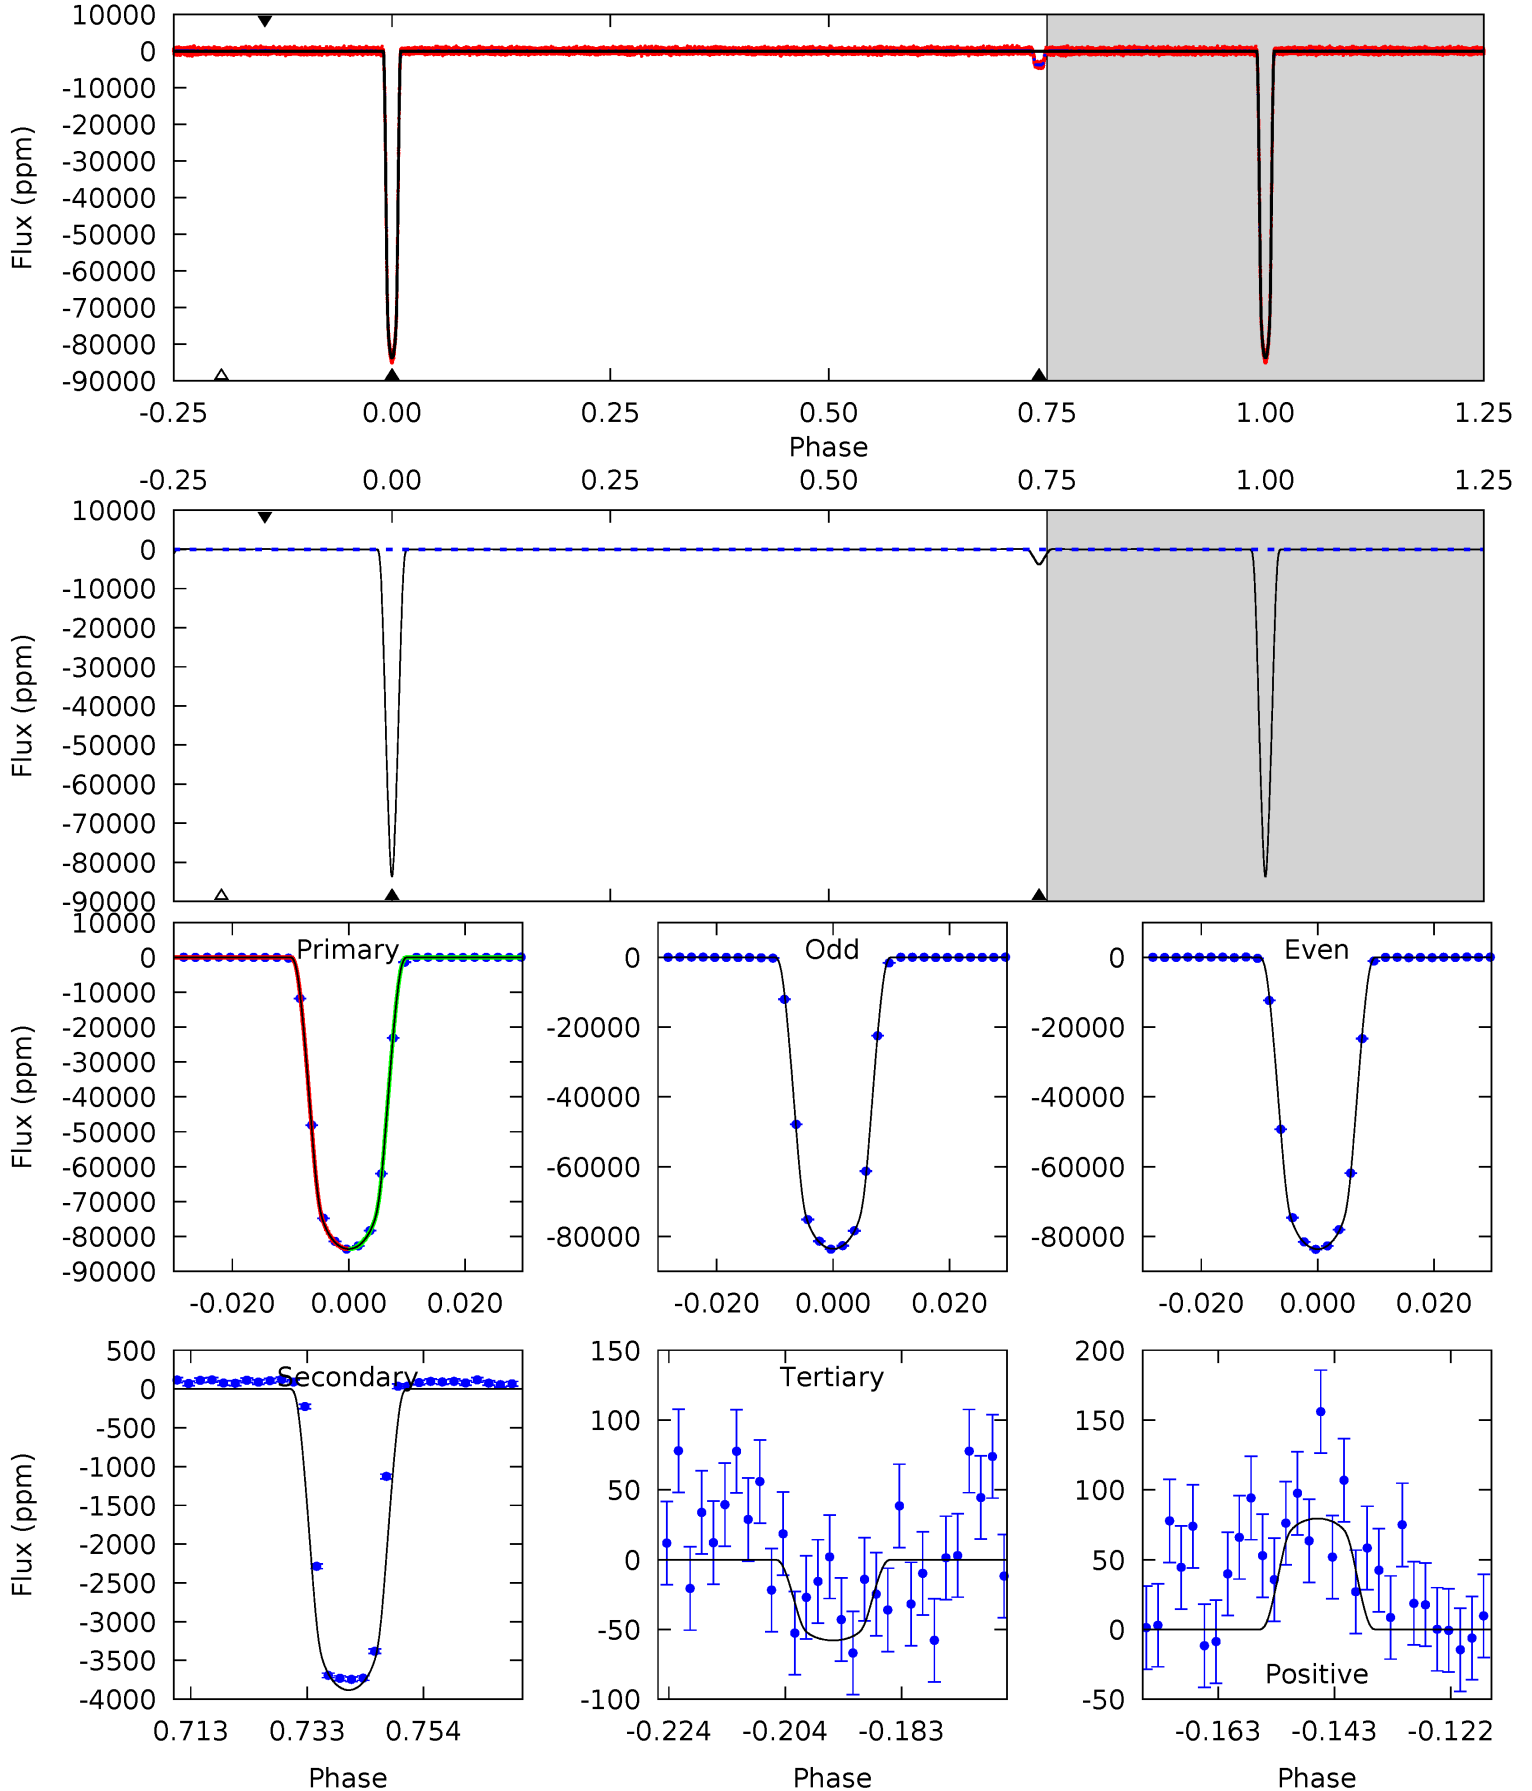 10000
0
-10000
-20000
-30000
-40000
-50000
-60000
-70000
-80000
-90000
Flux (ppm)
-0.25 0.00 0.25 0.50 0.75 1.00 1.25
Phase
-0.25 0.00 0.25 0.50 0.75 1.00 1.25
10000
0
-10000
-20000
-30000
-40000
-50000
-60000
-70000
-80000
-90000
Flux (ppm)
10000
0
-10000
-20000
-30000
-40000
-50000
-60000
-70000
-80000
-90000
Flux (ppm)
Primary
-0.020 0.000 0.020
0
-20000
-40000
-60000
-80000
Odd
-0.020 0.000 0.020
0
-20000
-40000
-60000
-80000
Even
-0.020 0.000 0.020
500
0
-500
-1000
-1500
-2000
-2500
-3000
-3500
-4000
Flux (ppm)
Secondary
0.713 0.733 0.754
Phase
150
100
50
0
-50
-100
Tertiary
-0.224 -0.204 -0.183
Phase
200
150
100
50
0
-50
Positive
-0.163 -0.143 -0.122
Phase